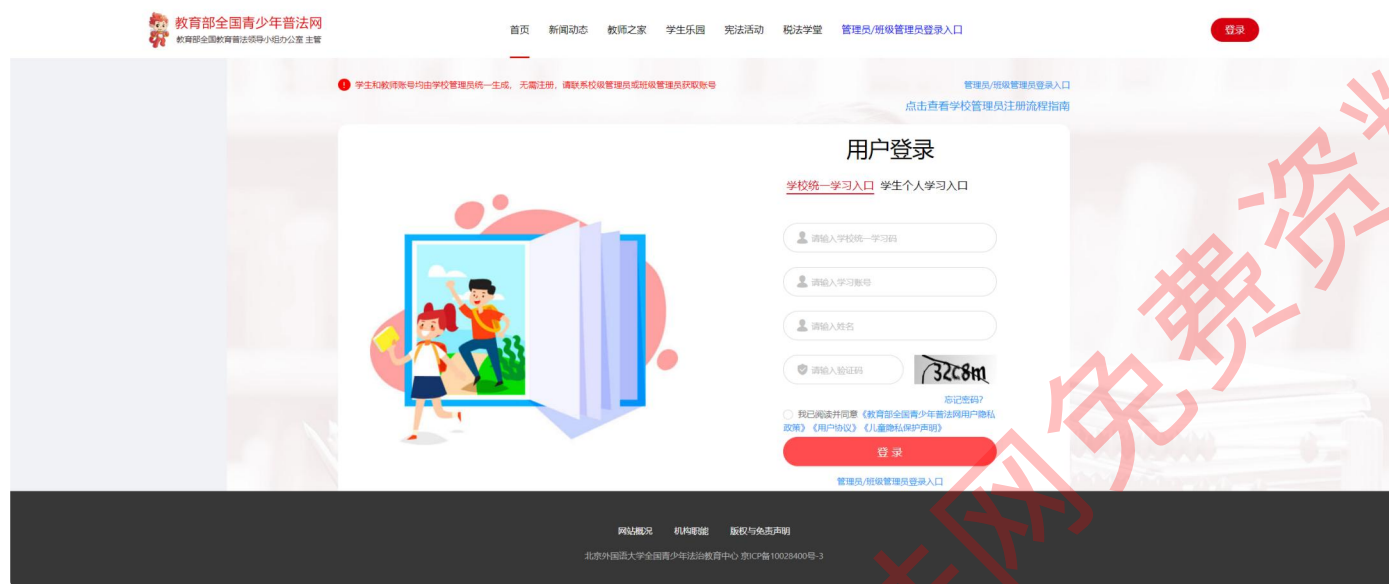 教育部全国青少年普法网
教育部全国教育普法领导小组办公室 主管
首页 新闻动态 教师之家 学生乐园 宪法活动 税法学堂 管理员/班级管理员登录入口
登录
学生和教师账号均由学校管理员统一生成，无需注册，请联系校级管理员或班级管理员获取账号
管理员/班级管理员登录入口
点击查看学校管理员注册流程指南
用户登录
学校统一学习入口 学生个人学习入口
请输入学校统一学习码
请输入学习账号
请输入姓名
请输入验证码
32c8m
忘记密码?
我已阅读并同意《教育部全国青少年普法网用户隐私
政策》《用户协议》《儿童隐私保护声明》
登 录
管理员/班级管理员登录入口
网站概况 机构职能 版权与免责声明
北京外国语大学全国青少年法治教育中心 京ICP备10028400号-3
网免费资料